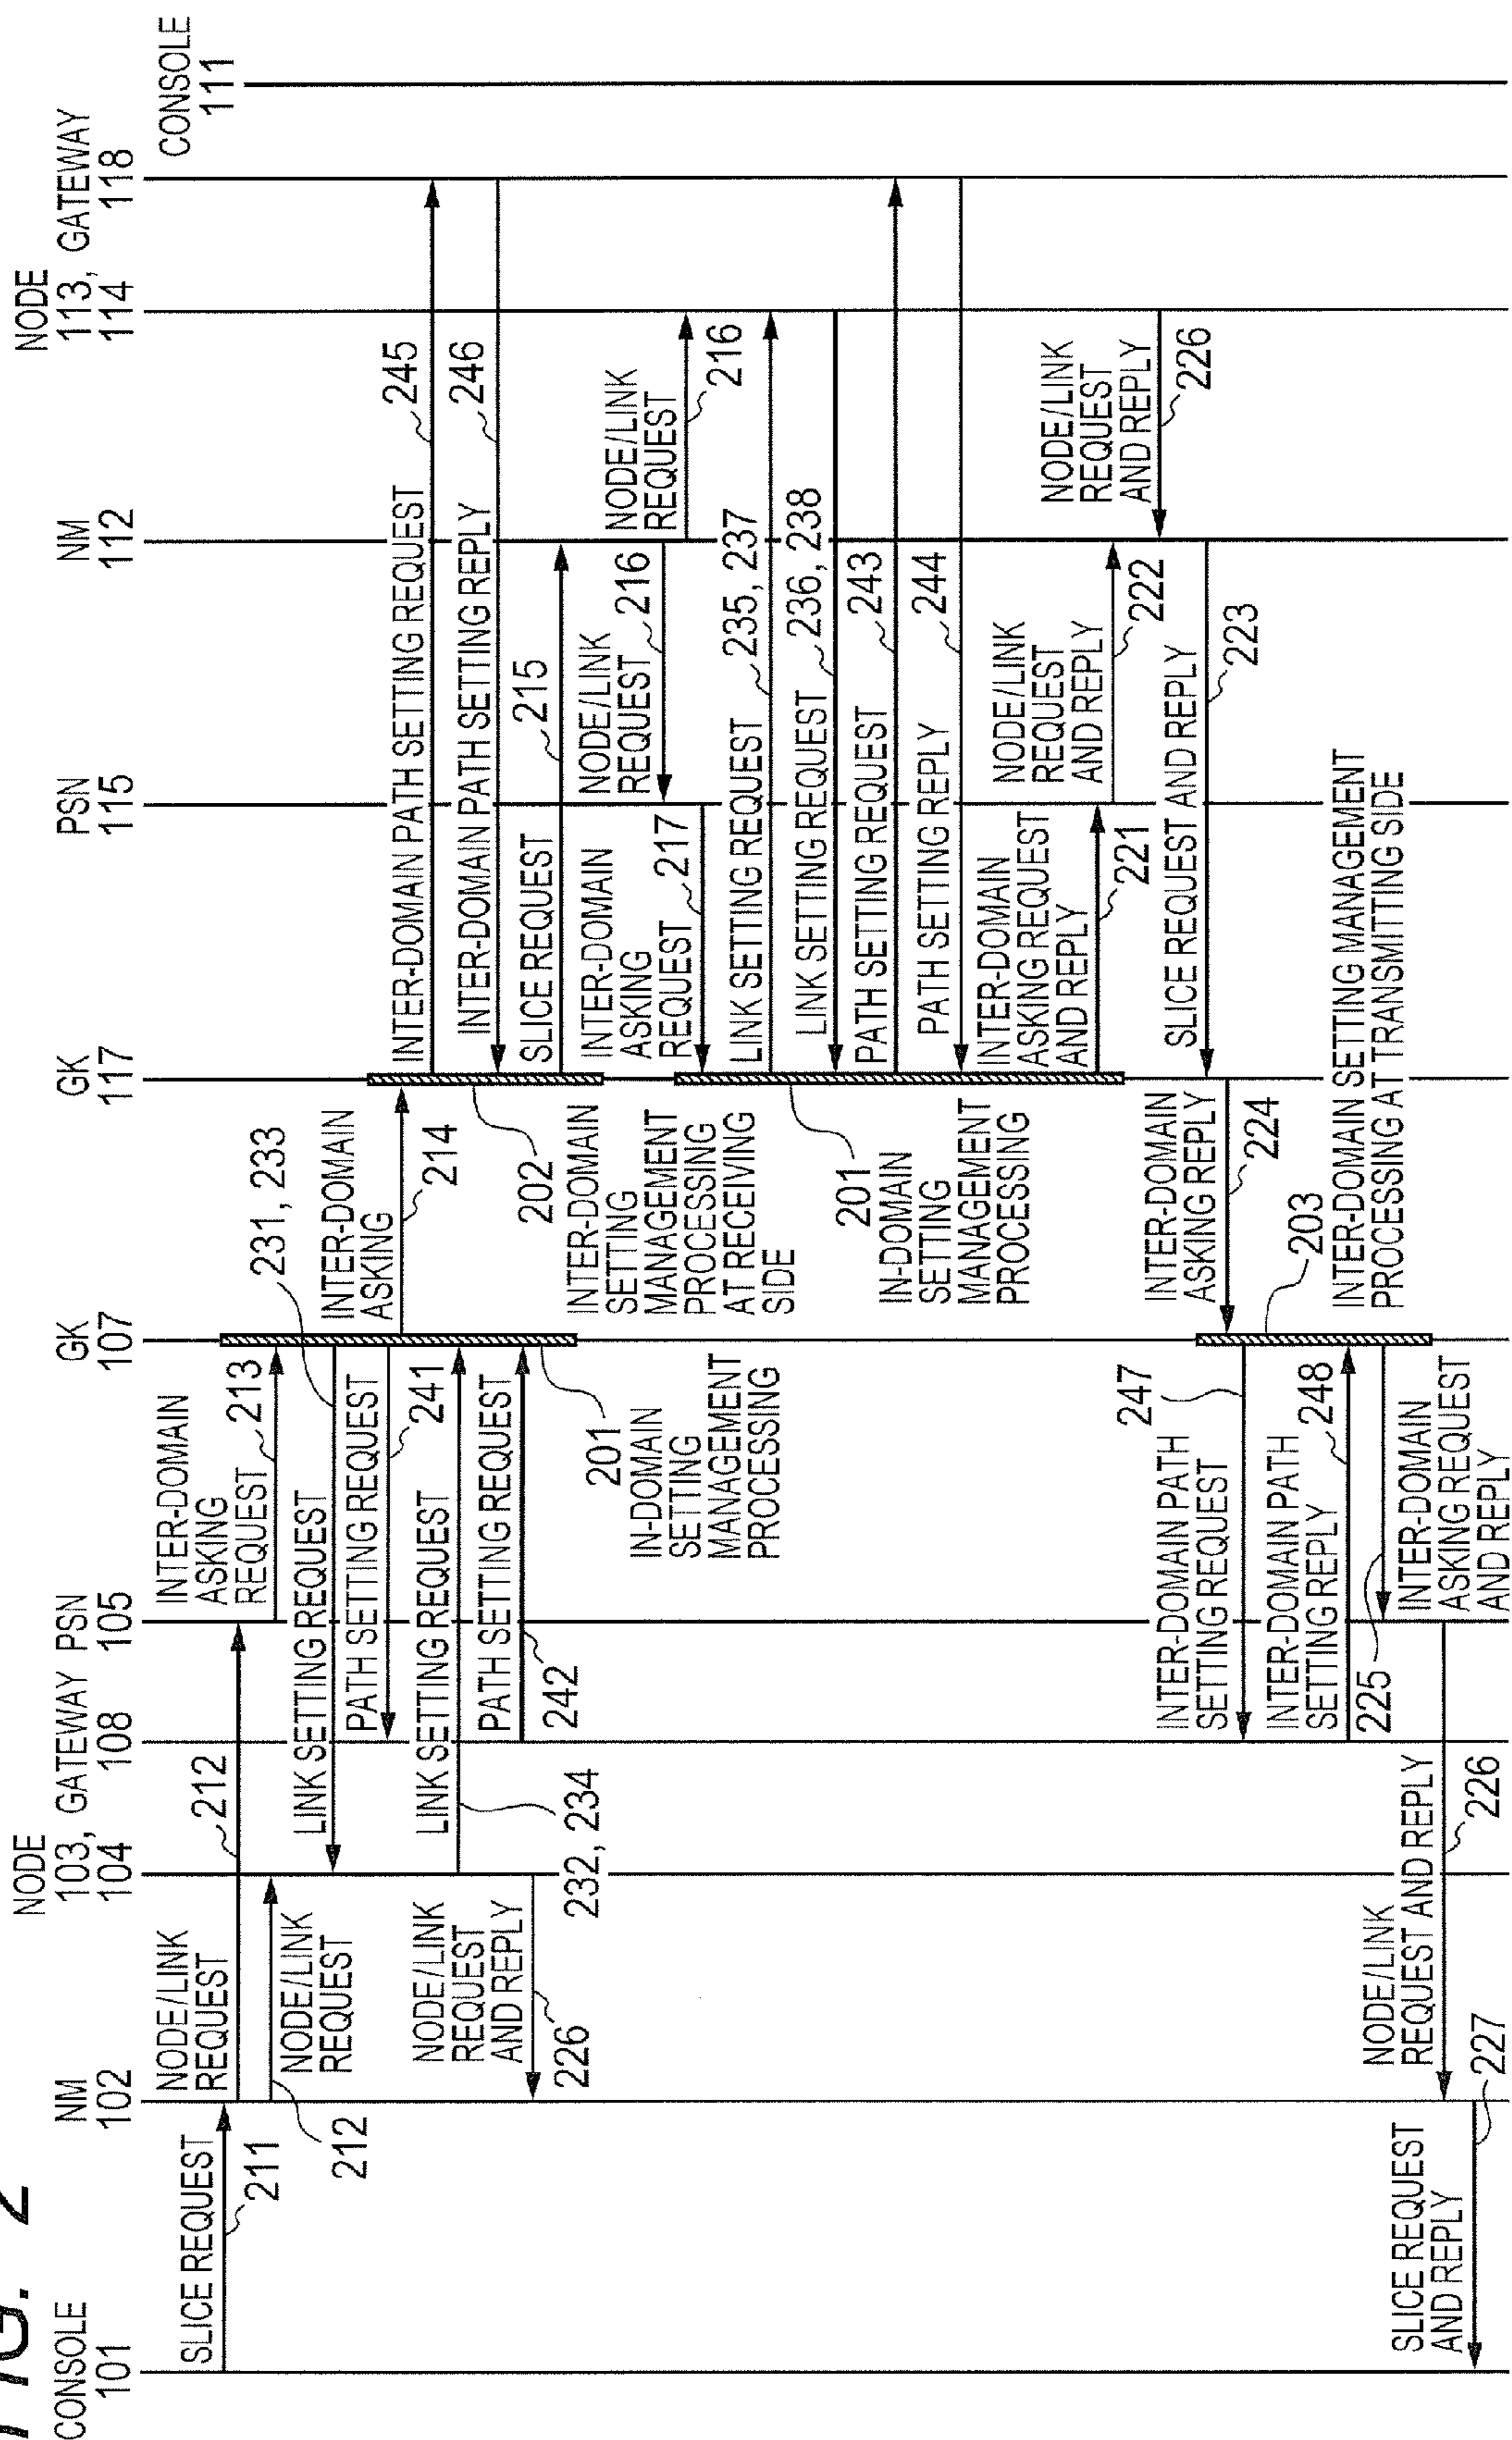 FIG. 2
CONSOLE
101
NM
102
NODE
103,
104
GATEWAY
108
PSN
105
GK
107
GK
117
PSN
115
NM
112
NODE
113,
114
GATEWAY
118
CONSOLE
111
SLICE REQUEST
211
NODE/LINK
REQUEST
212
NODE/LINK
REQUEST
212
INTER-DOMAIN
ASKING
REQUEST
213
LINK SETTING REQUEST
231, 233
PATH SETTING REQUEST
241
LINK SETTING REQUEST
232, 234
PATH SETTING REQUEST
242
NODE/LINK
REQUEST
AND REPLY
226
201
IN-DOMAIN
SETTING
MANAGEMENT
PROCESSING
INTER-DOMAIN
ASKING
214
INTER-DOMAIN PATH SETTING REQUEST
245
INTER-DOMAIN PATH SETTING REPLY
246
202
INTER-DOMAIN
SETTING
MANAGEMENT
PROCESSING
AT RECEIVING
SIDE
SLICE REQUEST
215
NODE/LINK
REQUEST
216
NODE/LINK
REQUEST
216
INTER-DOMAIN
ASKING
REQUEST
217
LINK SETTING REQUEST
235, 237
LINK SETTING REQUEST
236, 238
PATH SETTING REQUEST
243
PATH SETTING REPLY
244
201
IN-DOMAIN
SETTING
MANAGEMENT
PROCESSING
INTER-DOMAIN
ASKING REQUEST
AND REPLY
221
NODE/LINK
REQUEST
AND REPLY
222
NODE/LINK
REQUEST
AND REPLY
226
SLICE REQUEST AND REPLY
223
INTER-DOMAIN
ASKING REPLY
224
203
INTER-DOMAIN SETTING MANAGEMENT
PROCESSING AT TRANSMITTING SIDE
INTER-DOMAIN PATH
SETTING REQUEST
247
INTER-DOMAIN PATH
SETTING REPLY
248
225
INTER-DOMAIN
ASKING REQUEST
AND REPLY
NODE/LINK
REQUEST AND REPLY
226
SLICE REQUEST
AND REPLY
227